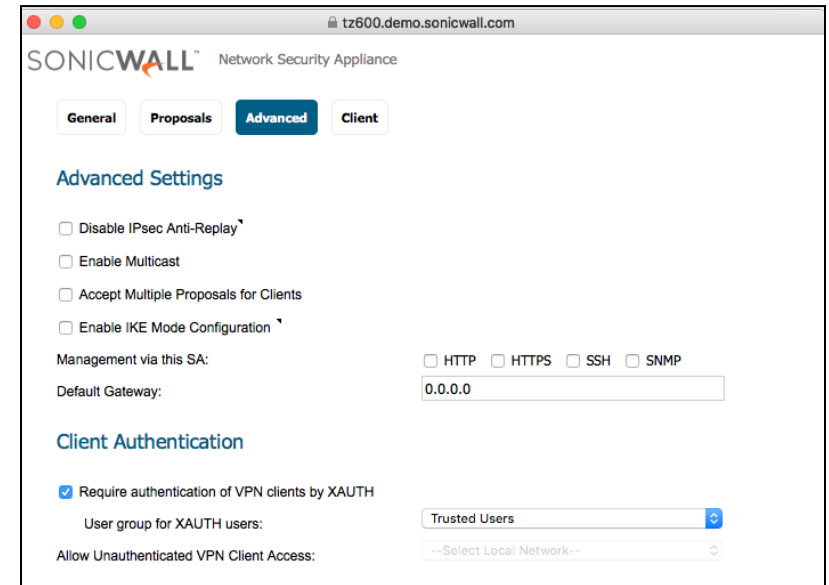 tz600.demo.sonicwall.com
SONICWALL™ Network Security Appliance
General Proposals Advanced Client
Advanced Settings
Disable IPsec Anti-Replay
Enable Multicast
Accept Multiple Proposals for Clients
Enable IKE Mode Configuration
Management via this SA: HTTP HTTPS SSH SNMP
Default Gateway: 0.0.0.0
Client Authentication
Require authentication of VPN clients by XAUTH
User group for XAUTH users: Trusted Users
Allow Unauthenticated VPN Client Access: --Select Local Network--